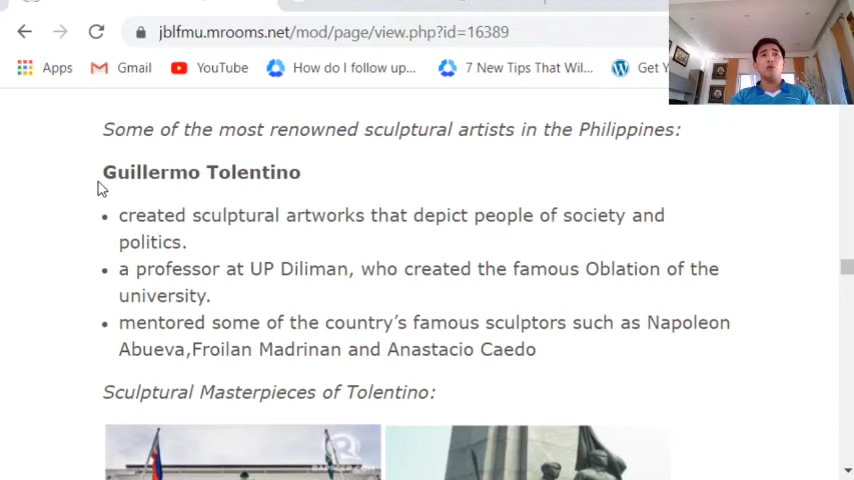 jblfmu.mrooms.net/mod/page/view.php?id=16389
Apps Gmail YouTube How do I follow up... 7 New Tips That Wil... Get Y
Some of the most renowned sculptural artists in the Philippines:
Guillermo Tolentino
• created sculptural artworks that depict people of society and
politics.
• a professor at UP Diliman, who created the famous Oblation of the
university.
• mentored some of the country’s famous sculptors such as Napoleon
Abueva,Froilan Madrinan and Anastacio Caedo
Sculptural Masterpieces of Tolentino: